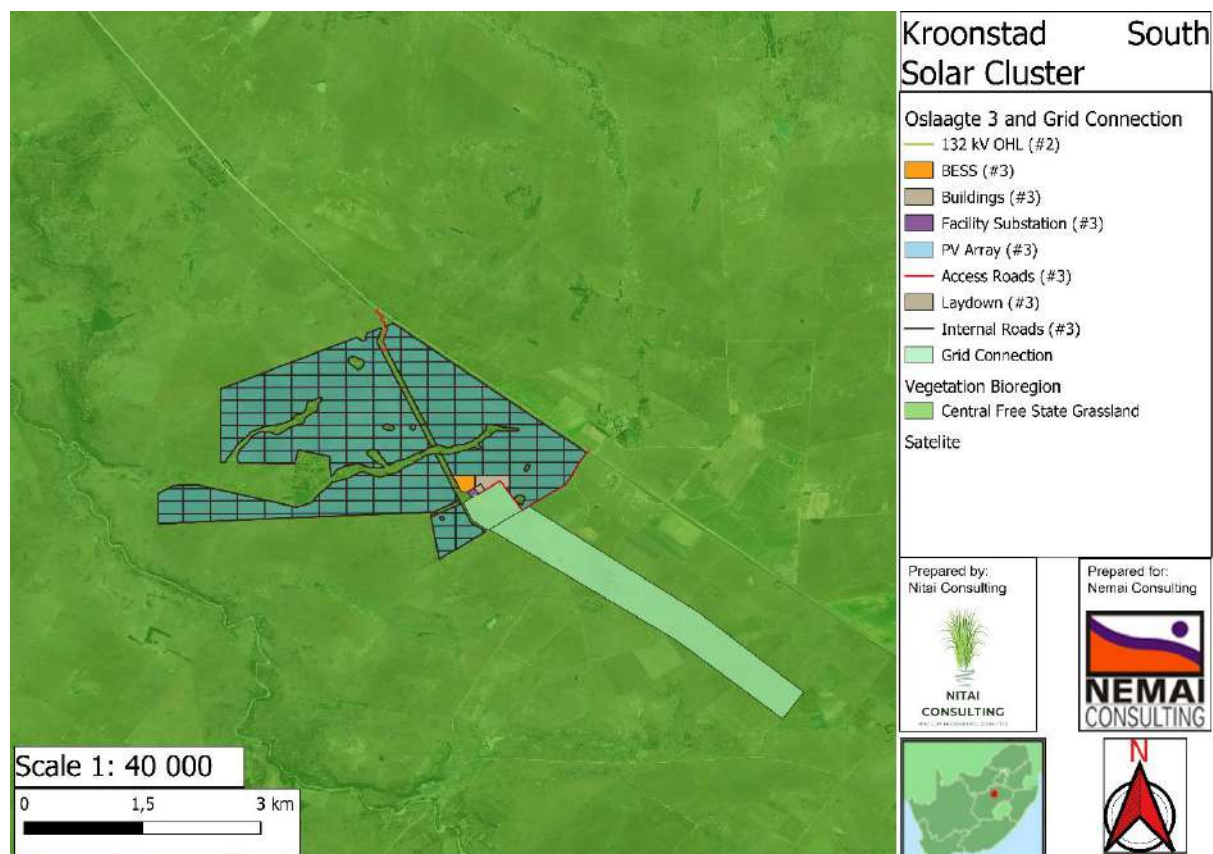 Kroonstad South
Solar Cluster
Oslaagte 3 and Grid Connection
132 kV OHL (#2)
BESS (#3)
Buildings (#3)
Facility Substation (#3)
PV Array (#3)
Access Roads (#3)
Laydown (#3)
Internal Roads (#3)
Grid Connection
Vegetation Bioregion
Central Free State Grassland
Satelite
Prepared by:
Nitai Consulting
NITAI
CONSULTING
Prepared for:
Nemai Consulting
NEMAI
CONSULTING
N
Scale 1: 40 000
0 1,5 3 km